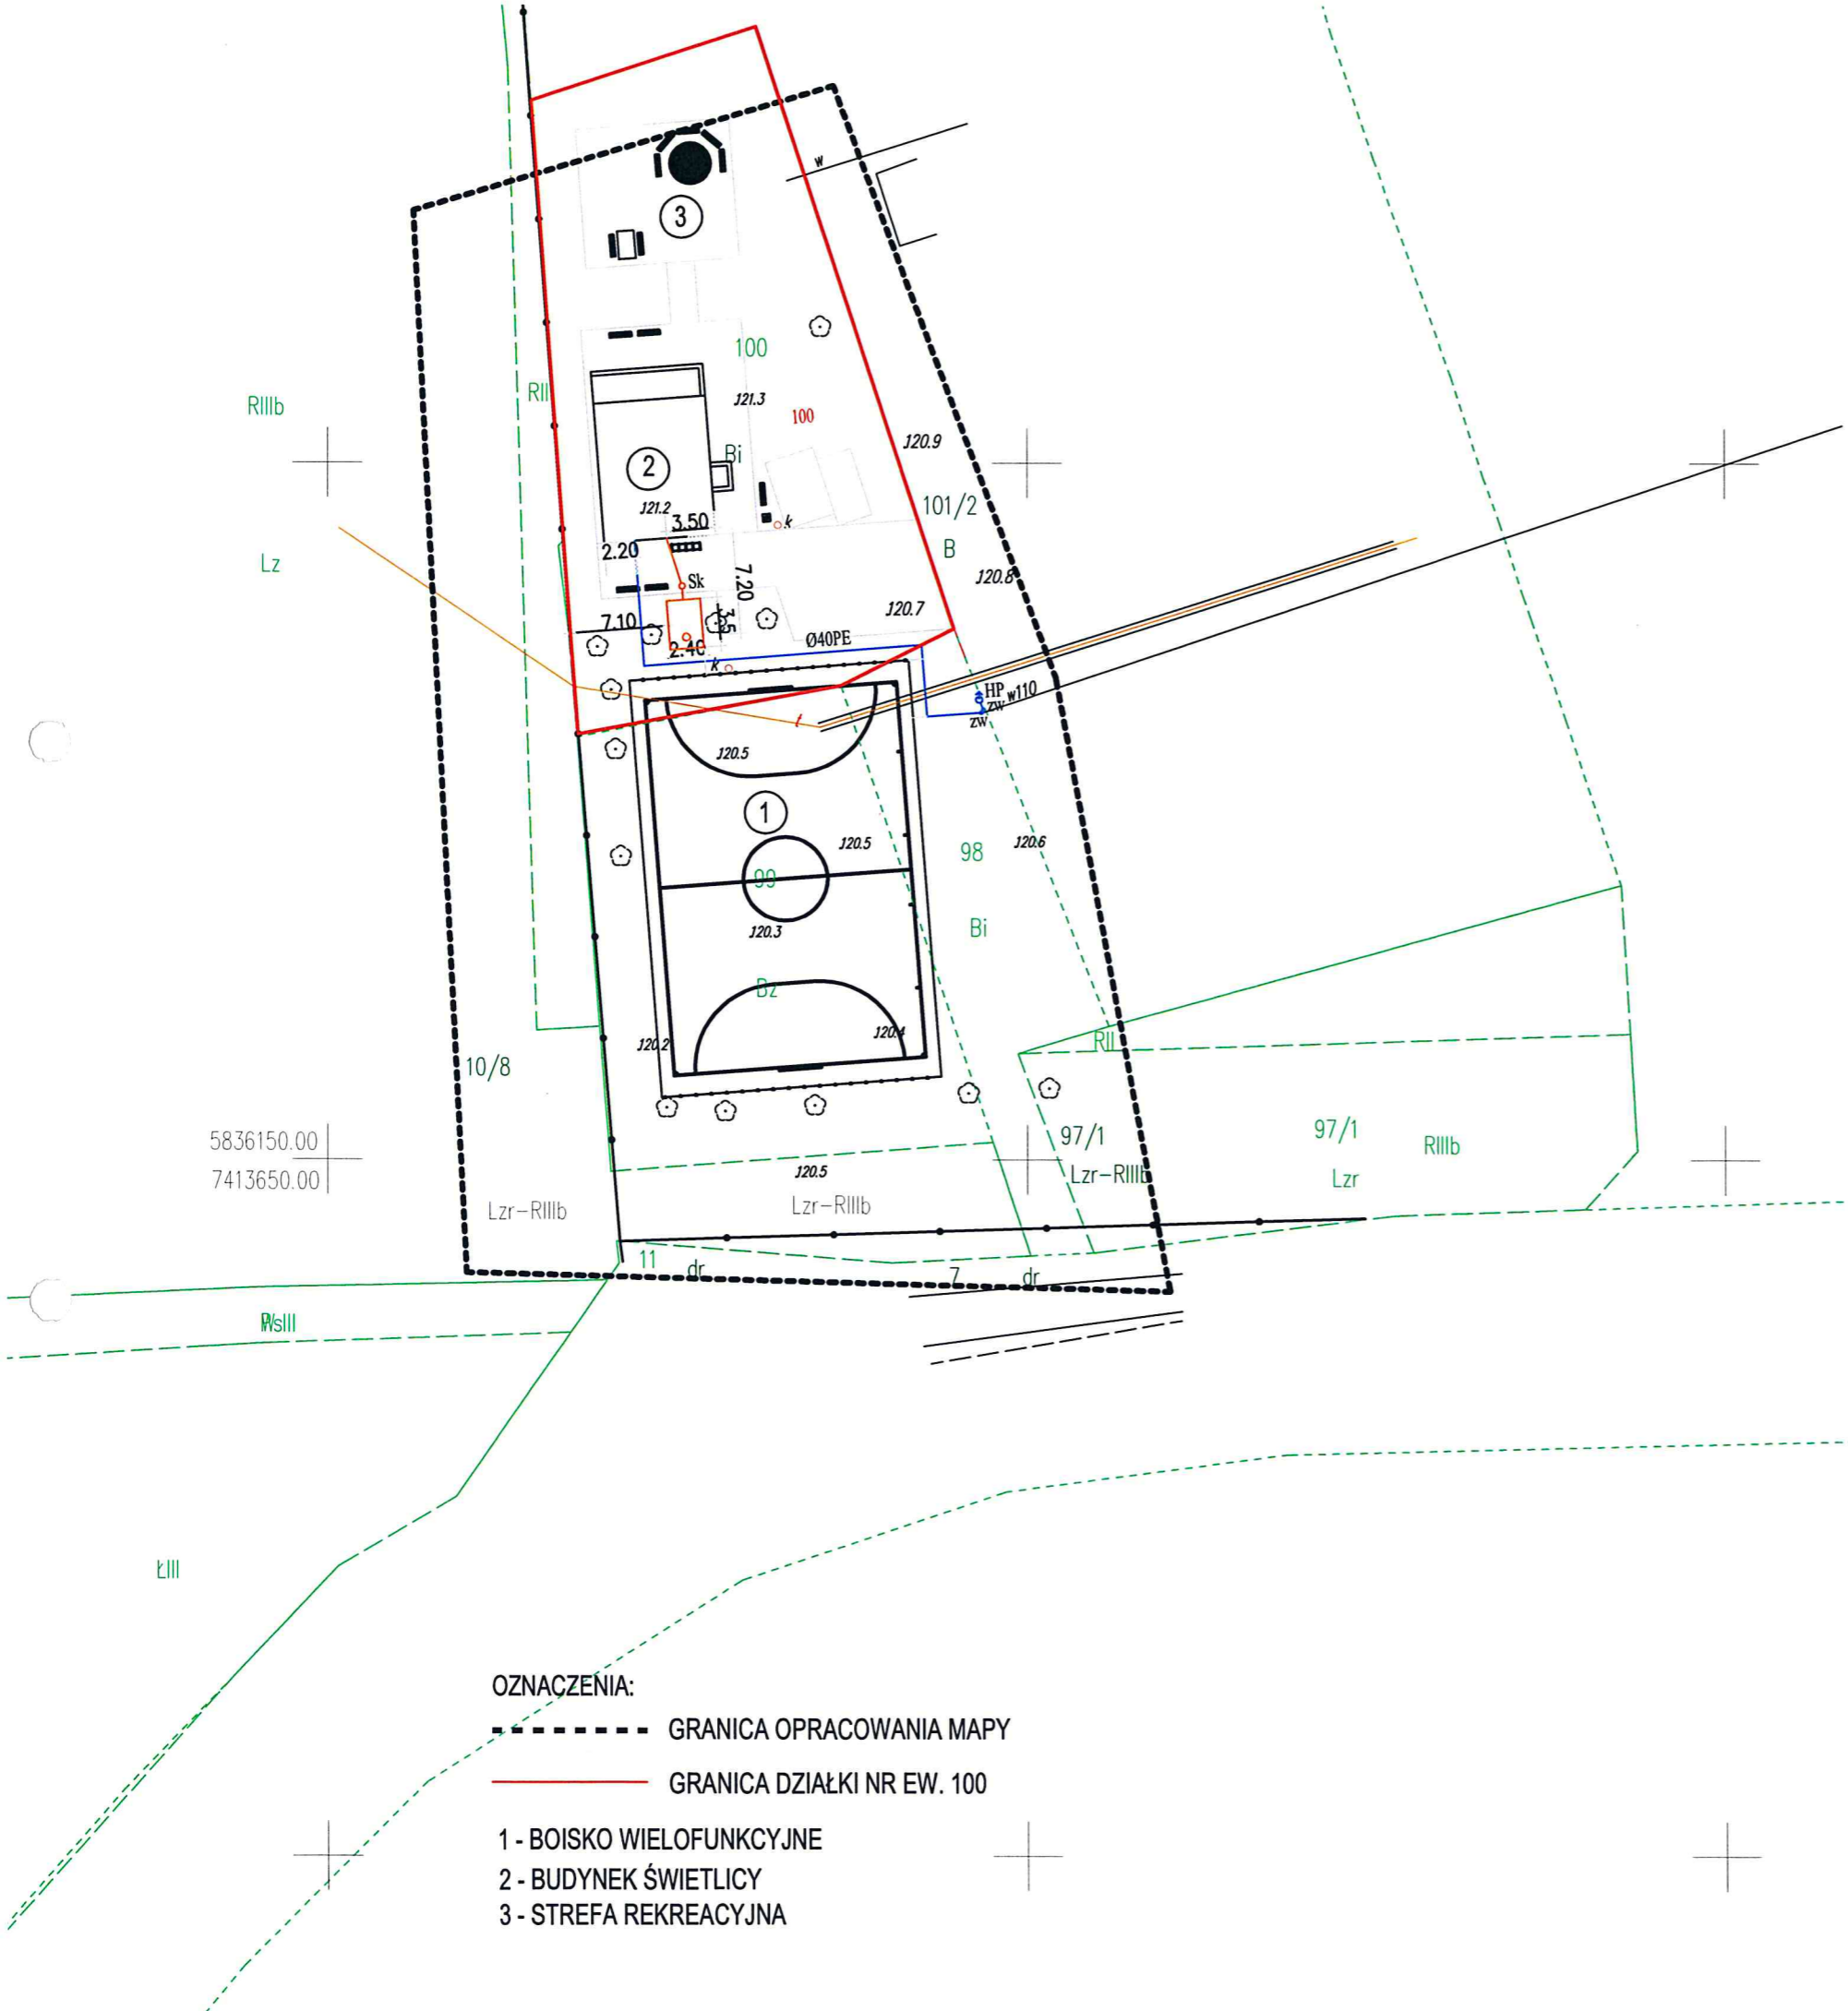 w
3
100
RII
RIIIb
121.3
100
120.9
Bi
2
121.2
3.50
k
101/2
B
2.20
Lz
Sk
7.20
120.8
120.7
7.10
3.5
2.40
Ø40PE
k
HP
w110
zw
zw
t
120.5
1
120.5
98
120.6
99
120.3
Bi
Bz
120.2
120.4
RII
10/8
5836150.00
7413650.00
97/1
97/1
RIIIb
120.5
Lzr-RIIIb
Lzr
Lzr-RIIIb
Lzr-RIIIb
11
dr
7
dr
ŁIII
OZNACZENIA:
GRANICA OPRACOWANIA MAPY
GRANICA DZIAŁKI NR EW. 100
1 - BOISKO WIELOFUNKCYJNE
2 - BUDYNEK ŚWIETLICY
3 - STREFA REKREACYJNA